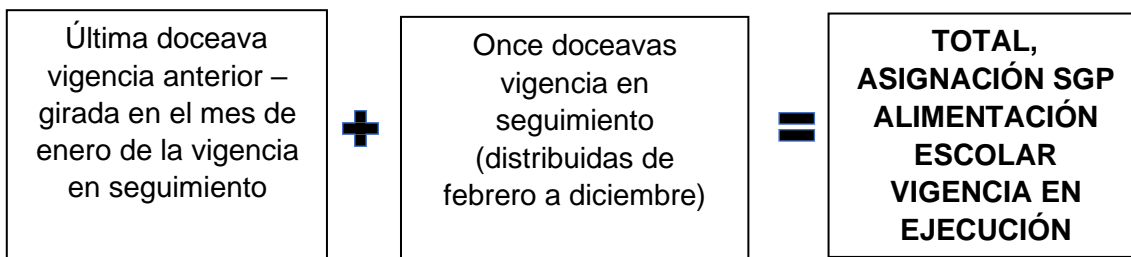 Última doceava
vigencia anterior –
girada en el mes de
enero de la vigencia
en seguimiento
Once doceavas
vigencia en
seguimiento
(distribuidas de
febrero a diciembre)
TOTAL,
ASIGNACIÓN SGP
ALIMENTACIÓN
ESCOLAR
VIGENCIA EN
EJECUCIÓN